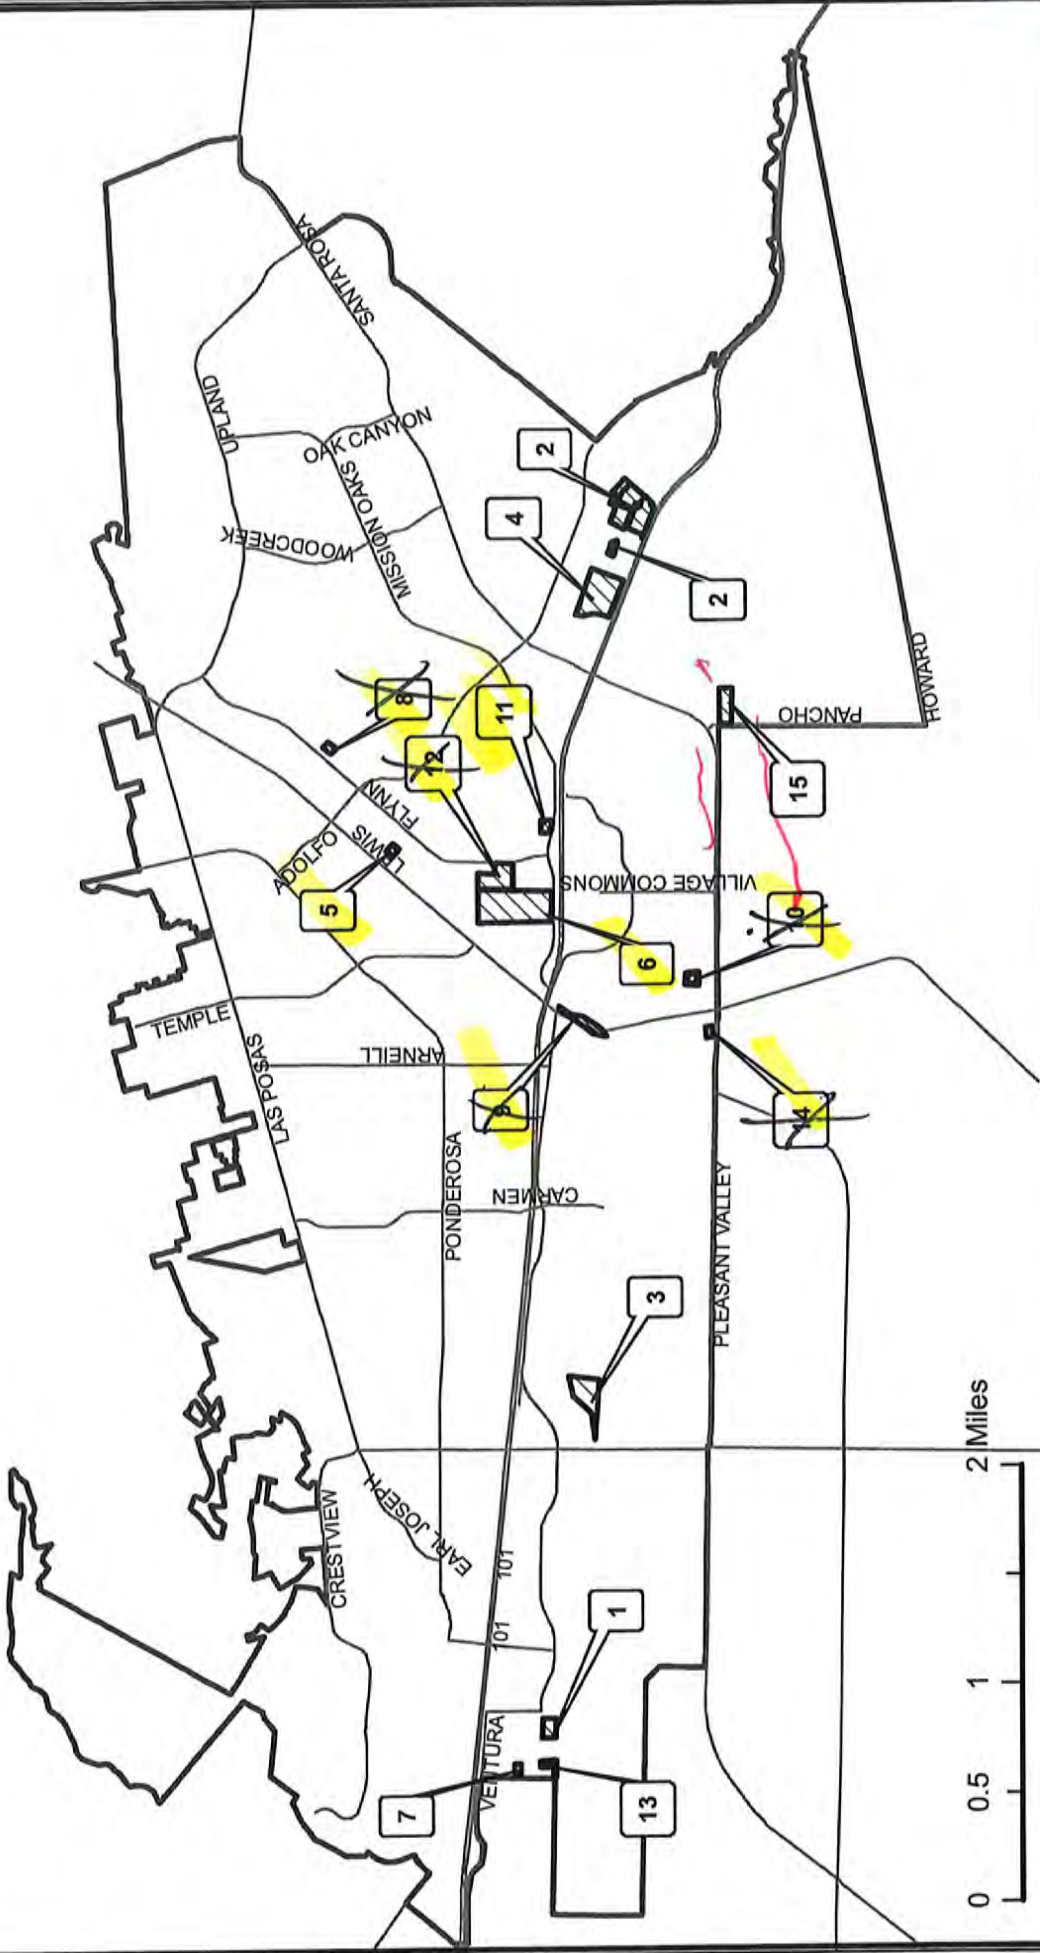 SANTA ROSA
UPLAND
OAK CANYON
MISSION OAKS
WOODCREEK
2
4
2
8
11
12
FLYNN
LEWIS
ADOLFO
5
HOWARD
PANCHO
15
VILLAGE COMMONS
10
6
TEMPLE
LAS POSAS
ARNEILL
9
14
PONDEROSA
CARMEN
PLEASANT VALLEY
3
CRESTVIEW
EARL JOSEPH
101
101
1
VENTURA
7
13
0 0.5 1 2 Miles